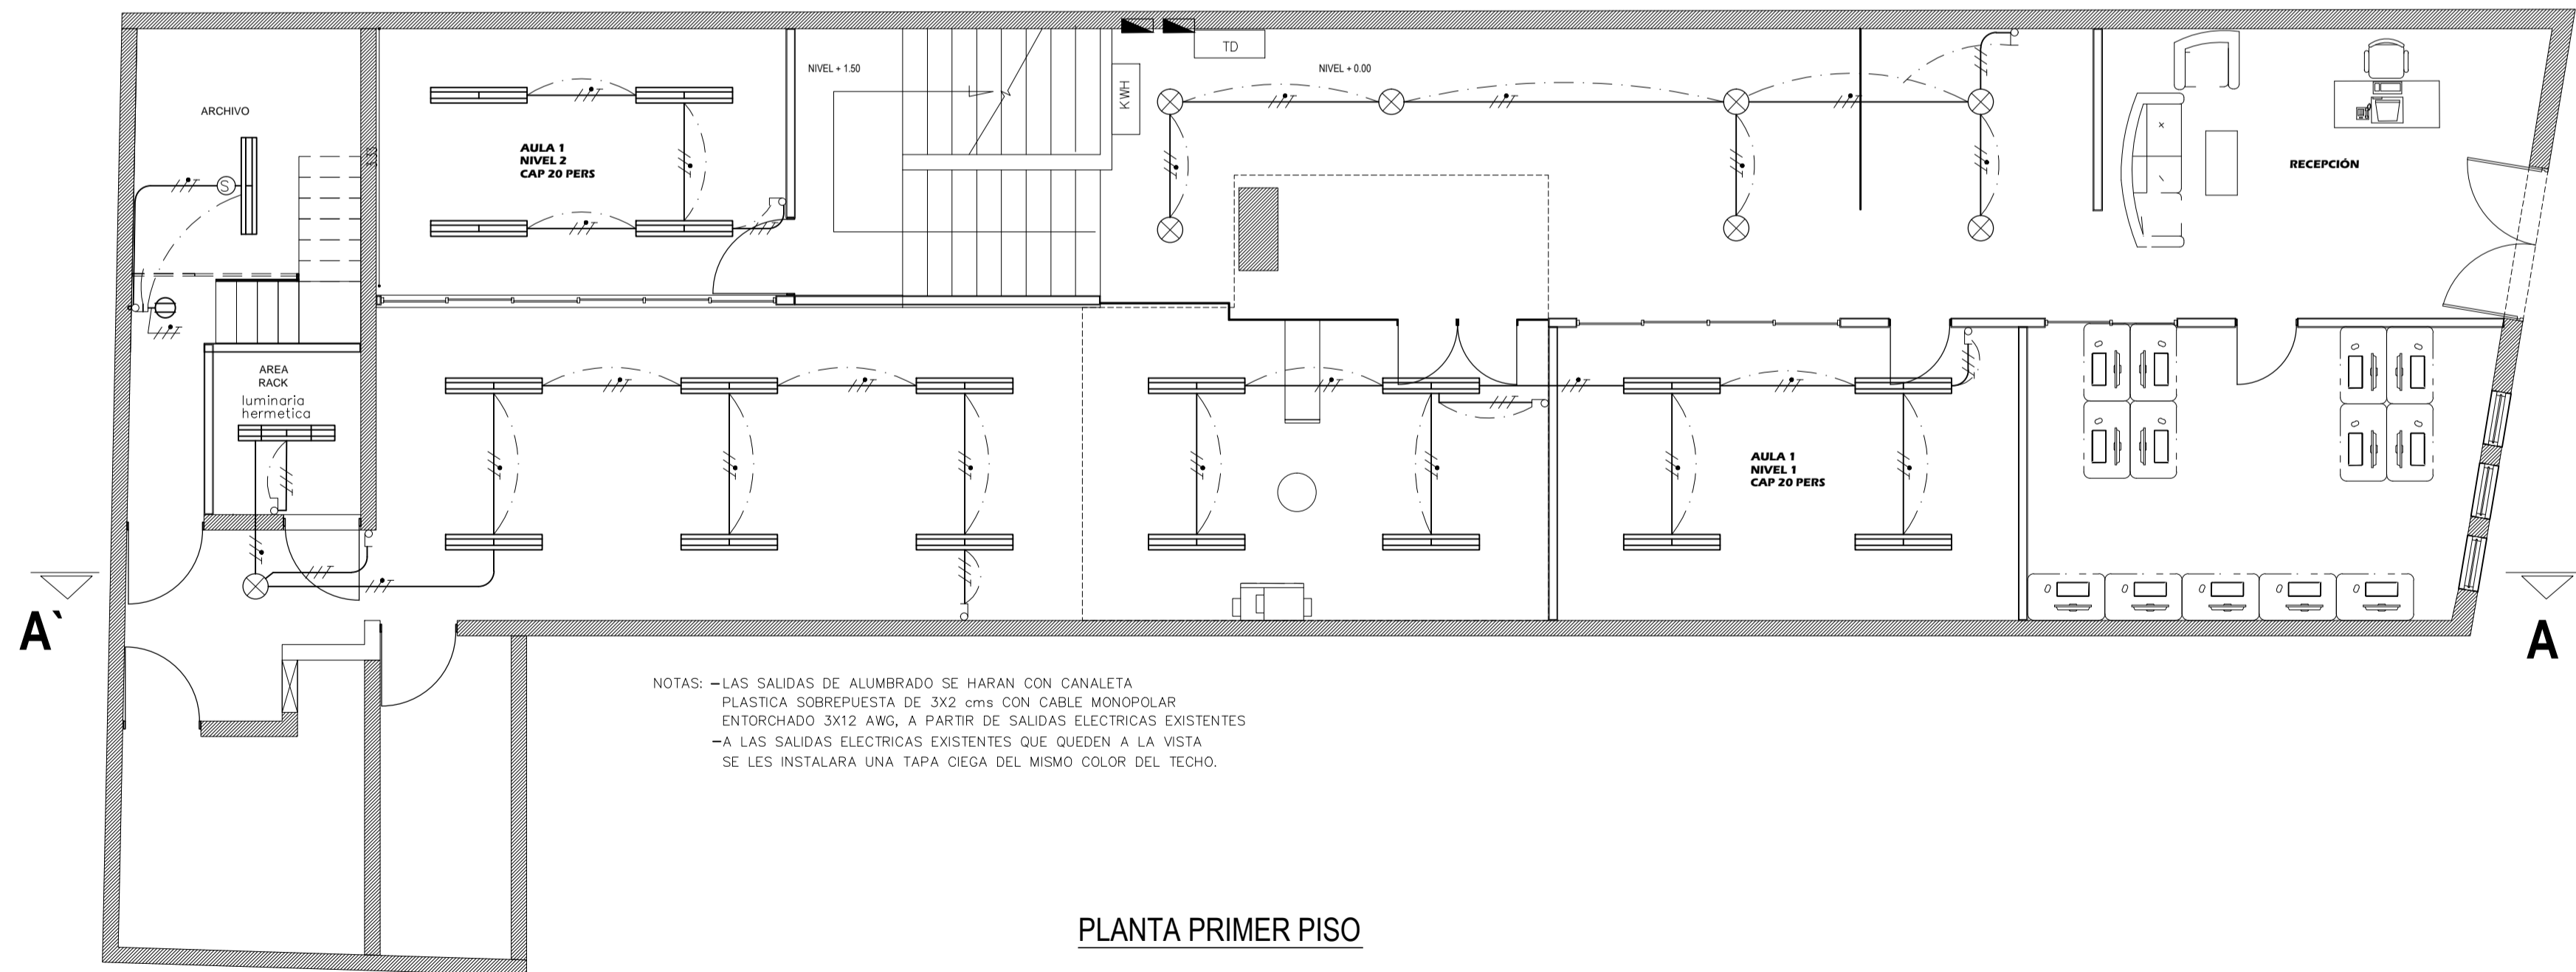 TD
NIVEL + 1.50
NIVEL + 0.00
KWH
ARCHIVO
3.33
AULA 1
NIVEL 2
CAP 20 PERS
RECEPCIÓN
S
AREA
RACK
luminaria
hermetica
AULA 1
NIVEL 1
CAP 20 PERS
A`
A
NOTAS: -LAS SALIDAS DE ALUMBRADO SE HARAN CON CANALETA
PLASTICA SOBREPUESTA DE 3X2 cms CON CABLE MONOPOLAR
ENTORCHADO 3X12 AWG, A PARTIR DE SALIDAS ELECTRICAS EXISTENTES
-A LAS SALIDAS ELECTRICAS EXISTENTES QUE QUEDEN A LA VISTA
SE LES INSTALARA UNA TAPA CIEGA DEL MISMO COLOR DEL TECHO.
PLANTA PRIMER PISO